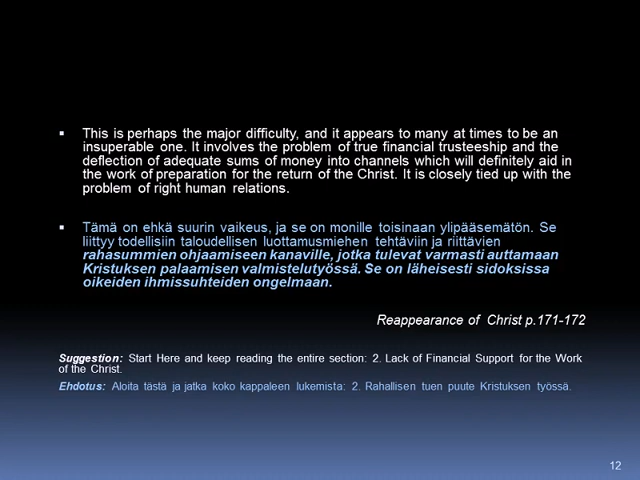 ▪ This is perhaps the major difficulty, and it appears to many at times to be an
insuperable one. It involves the problem of true financial trusteeship and the
deflection of adequate sums of money into channels which will definitely aid in
the work of preparation for the return of the Christ. It is closely tied up with the
problem of right human relations.
▪ Tämä on ehkä suurin vaikeus, ja se on monille toisinaan ylipääsemätön. Se
liittyy todellisiin taloudellisen luottamusmiehen tehtäviin ja riittävien
rahasummien ohjaamiseen kanaville, jotka tulevat varmasti auttamaan
Kristuksen palaamisen valmistelutyössä. Se on läheisesti sidoksissa
oikeiden ihmissuhteiden ongelmaan.
Reappearance of Christ p.171-172
Suggestion: Start Here and keep reading the entire section: 2. Lack of Financial Support for the Work
of the Christ.
Ehdotus: Aloita tästä ja jatka koko kappaleen lukemista: 2. Rahallisen tuen puute Kristuksen työssä.
12